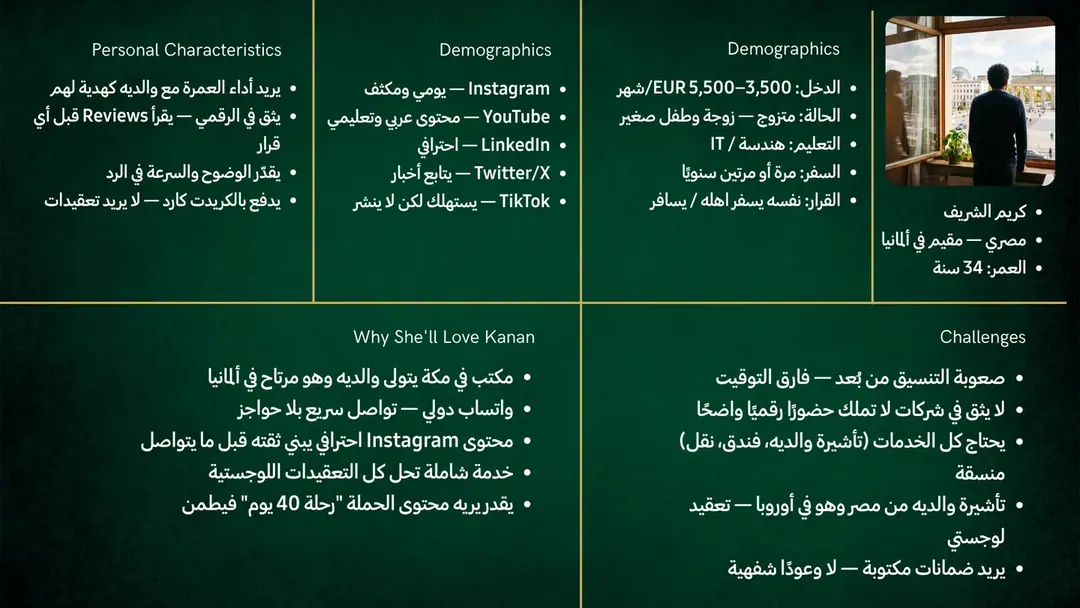 كريم الشريف
مصري — مقيم في ألمانيا
العمر: 34 سنة
Demographics
الدخل: 3,500–5,500 EUR/شهر
الحالة: متزوج — زوجة وطفل صغير
التعليم: هندسة / IT
السفر: مرة أو مرتين سنويًا
القرار: نفسه يسفر اهله / يسافر
Demographics
Instagram — يومي ومكثف
YouTube — محتوى عربي وتعليمي
LinkedIn — احترافي
Twitter/X — يتابع أخبار
TikTok — يستهلك لكن لا ينشر
Personal Characteristics
يريد أداء العمرة مع والديه كهدية لهم
يثق في الرقمي — يقرأ Reviews قبل أي
قرار
يقدّر الوضوح والسرعة في الرد
يدفع بالكريدت كارد — لا يريد تعقيدات
Challenges
صعوبة التنسيق من بُعد — فارق التوقيت
لا يثق في شركات لا تملك حضورًا رقميًا واضحًا
يحتاج كل الخدمات (تأشيرة والديه، فندق، نقل)
منسقة
تأشيرة والديه من مصر وهو في أوروبا — تعقيد
لوجستي
يريد ضمانات مكتوبة — لا وعودًا شفهية
Why She'll Love Kanan
مكتب في مكة يتولى والديه وهو مرتاح في ألمانيا
واتساب دولي — تواصل سريع بلا حواجز
محتوى Instagram احترافي يبني ثقته قبل ما يتواصل
خدمة شاملة تحل كل التعقيدات اللوجستية
يقدر يريه محتوى الحملة "رحلة 40 يوم" فيطمن